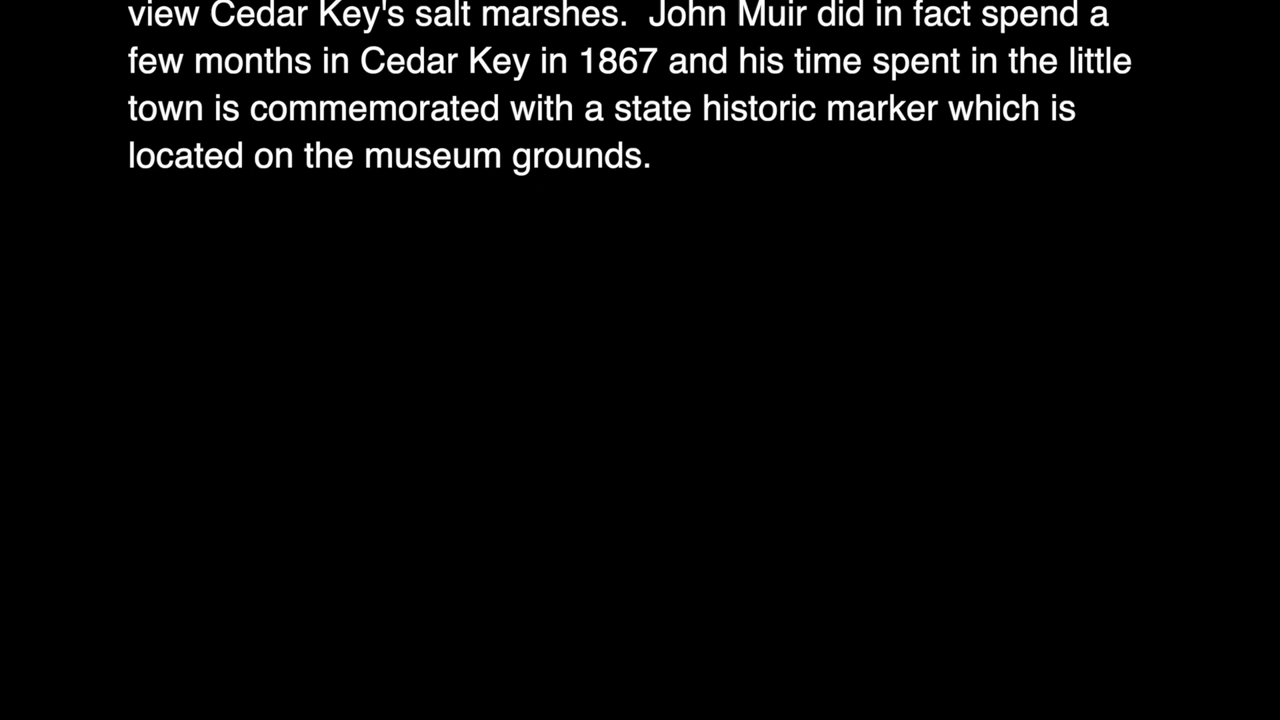 view Cedar Key's salt marshes.  John Muir did in fact spend a
few months in Cedar Key in 1867 and his time spent in the little
town is commemorated with a state historic marker which is
located on the museum grounds.